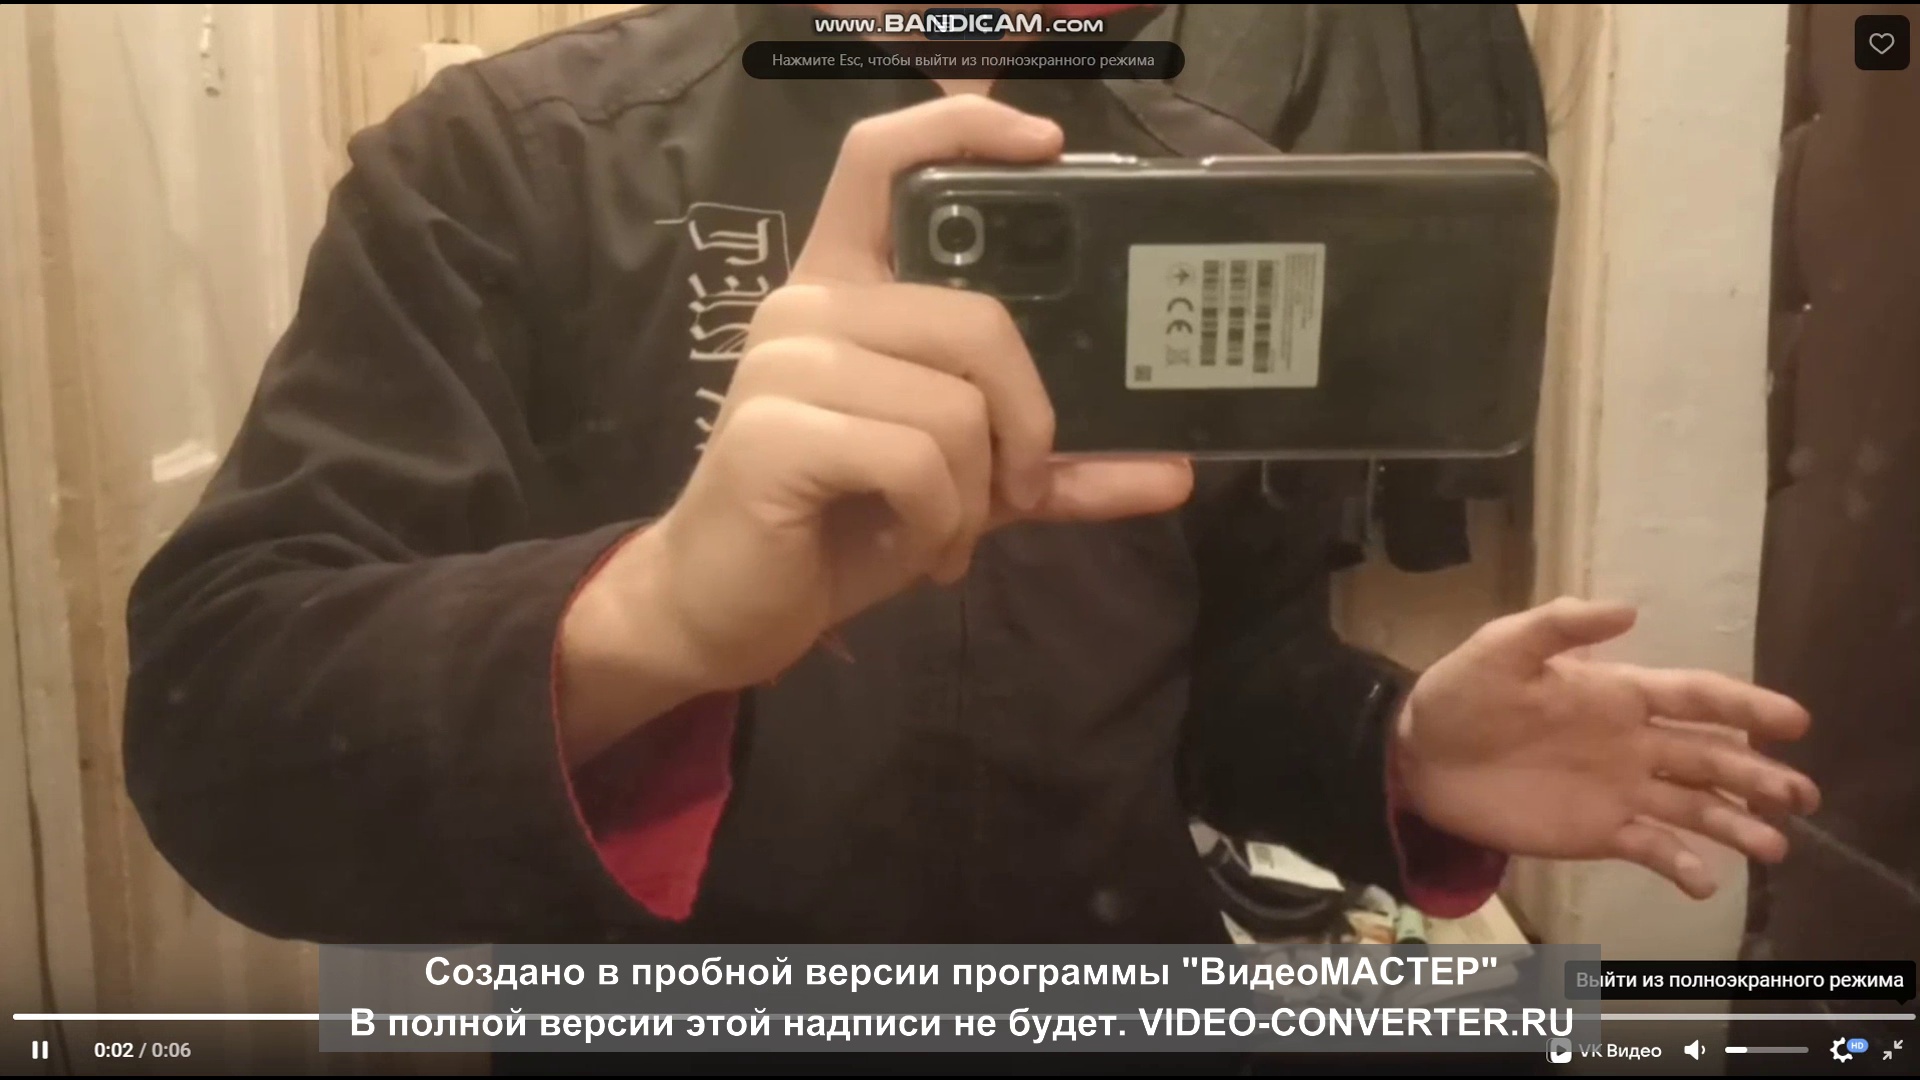 www.BANDICAM.com
Нажмите Esc, чтобы выйти из полноэкранного режима
CE
Создано в пробной версии программы "ВидеоМАСТЕР"
Выйти из полноэкранного режима
В полной версии этой надписи не будет. VIDEO-CONVERTER.RU
0:02 / 0:06
VK Видео
HD